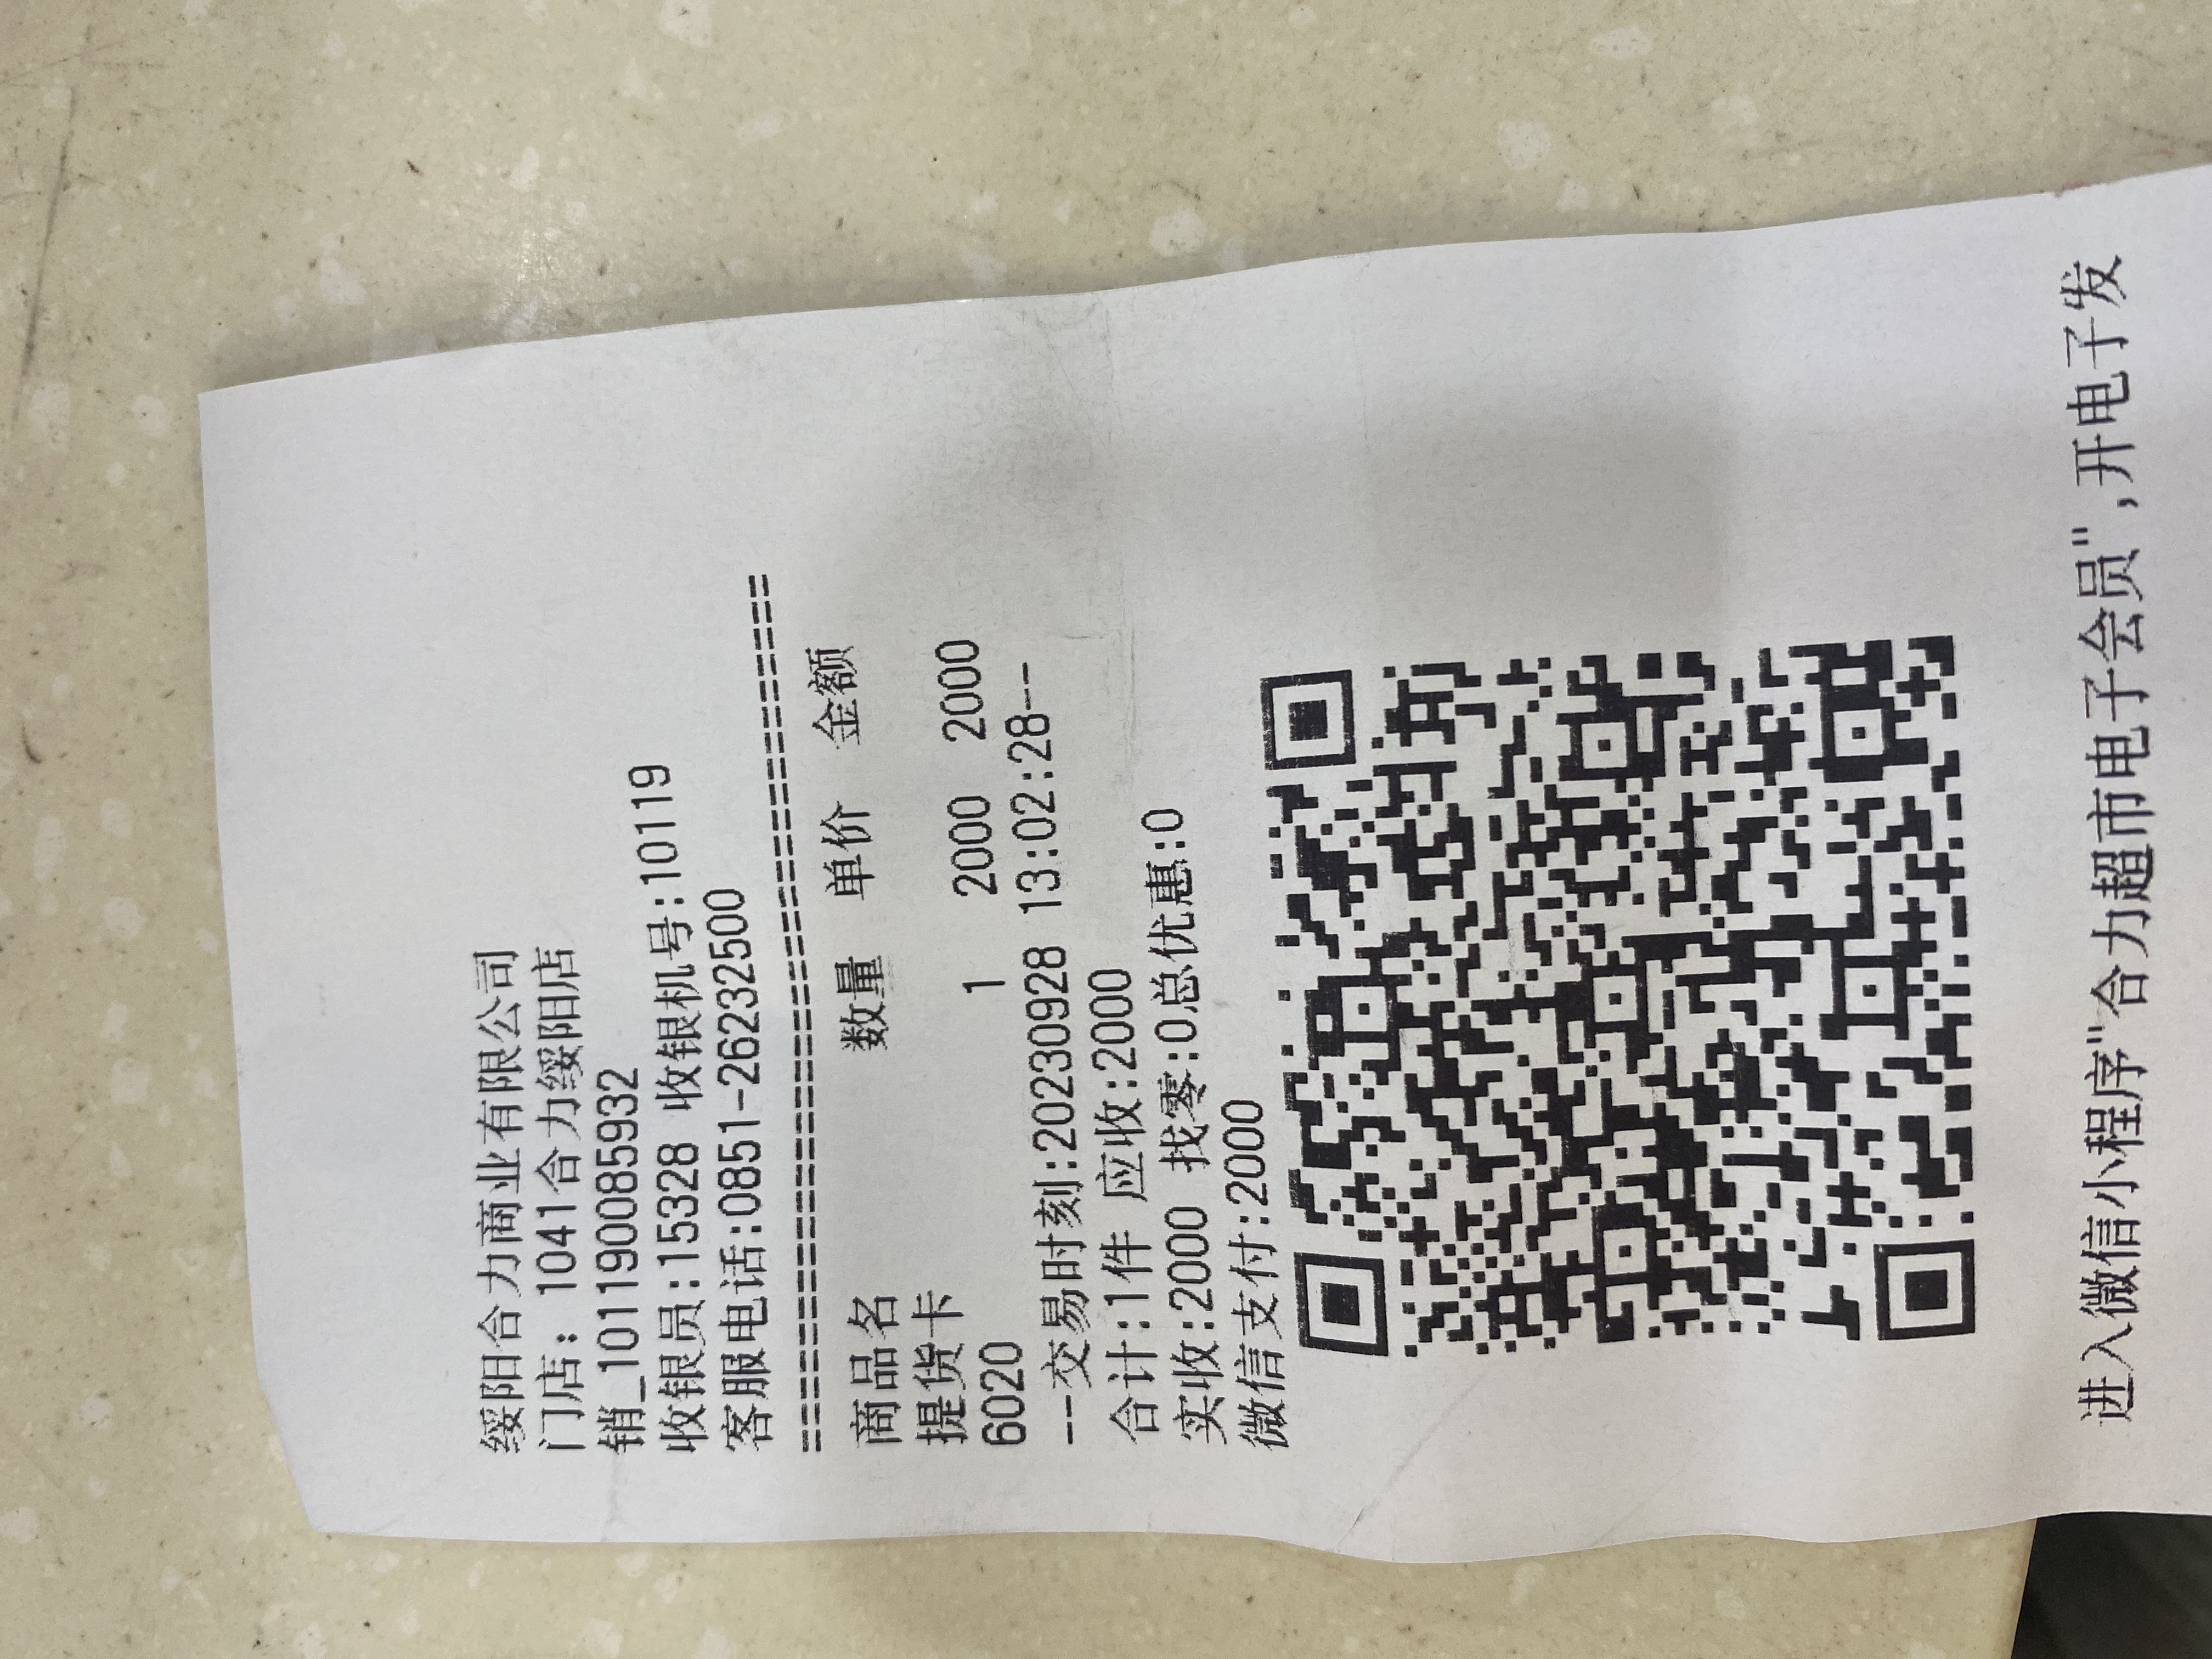 绥阳合力商业有限公司
门店: 1041合力绥阳店
销_1011900859932
收银员:15328 收银机号:10119
客服电话:0851-26232500
==========================================
商品名 数量 单价 金额
提货卡
6020 1 2000 2000
--交易时刻:20230928 13:02:28--
合计:1件 应收:2000
实收:2000 找零:0总优惠:0
微信支付:2000
进入微信小程序"合力超市电子会员",开电子发